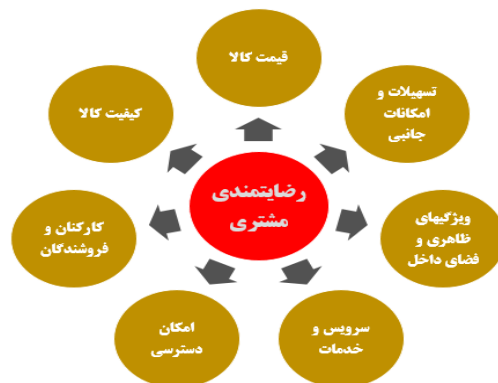 قیمت کالا
تسهیلات و
امکانات
جانبی
ویژگیهای
ظاهری و
فضای داخل
سرویس و
خدمات
امکان
دسترسی
کارکنان و
فروشندگان
کیفیت کالا
رضایتمندی
مشتری